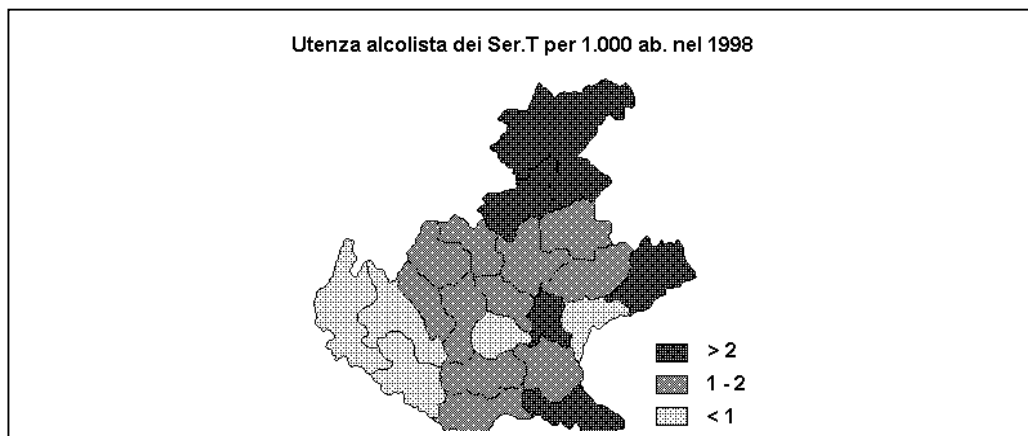 Utenza alcolista dei Ser.T per 1.000 ab. nel 1998
> 2
1 - 2
< 1